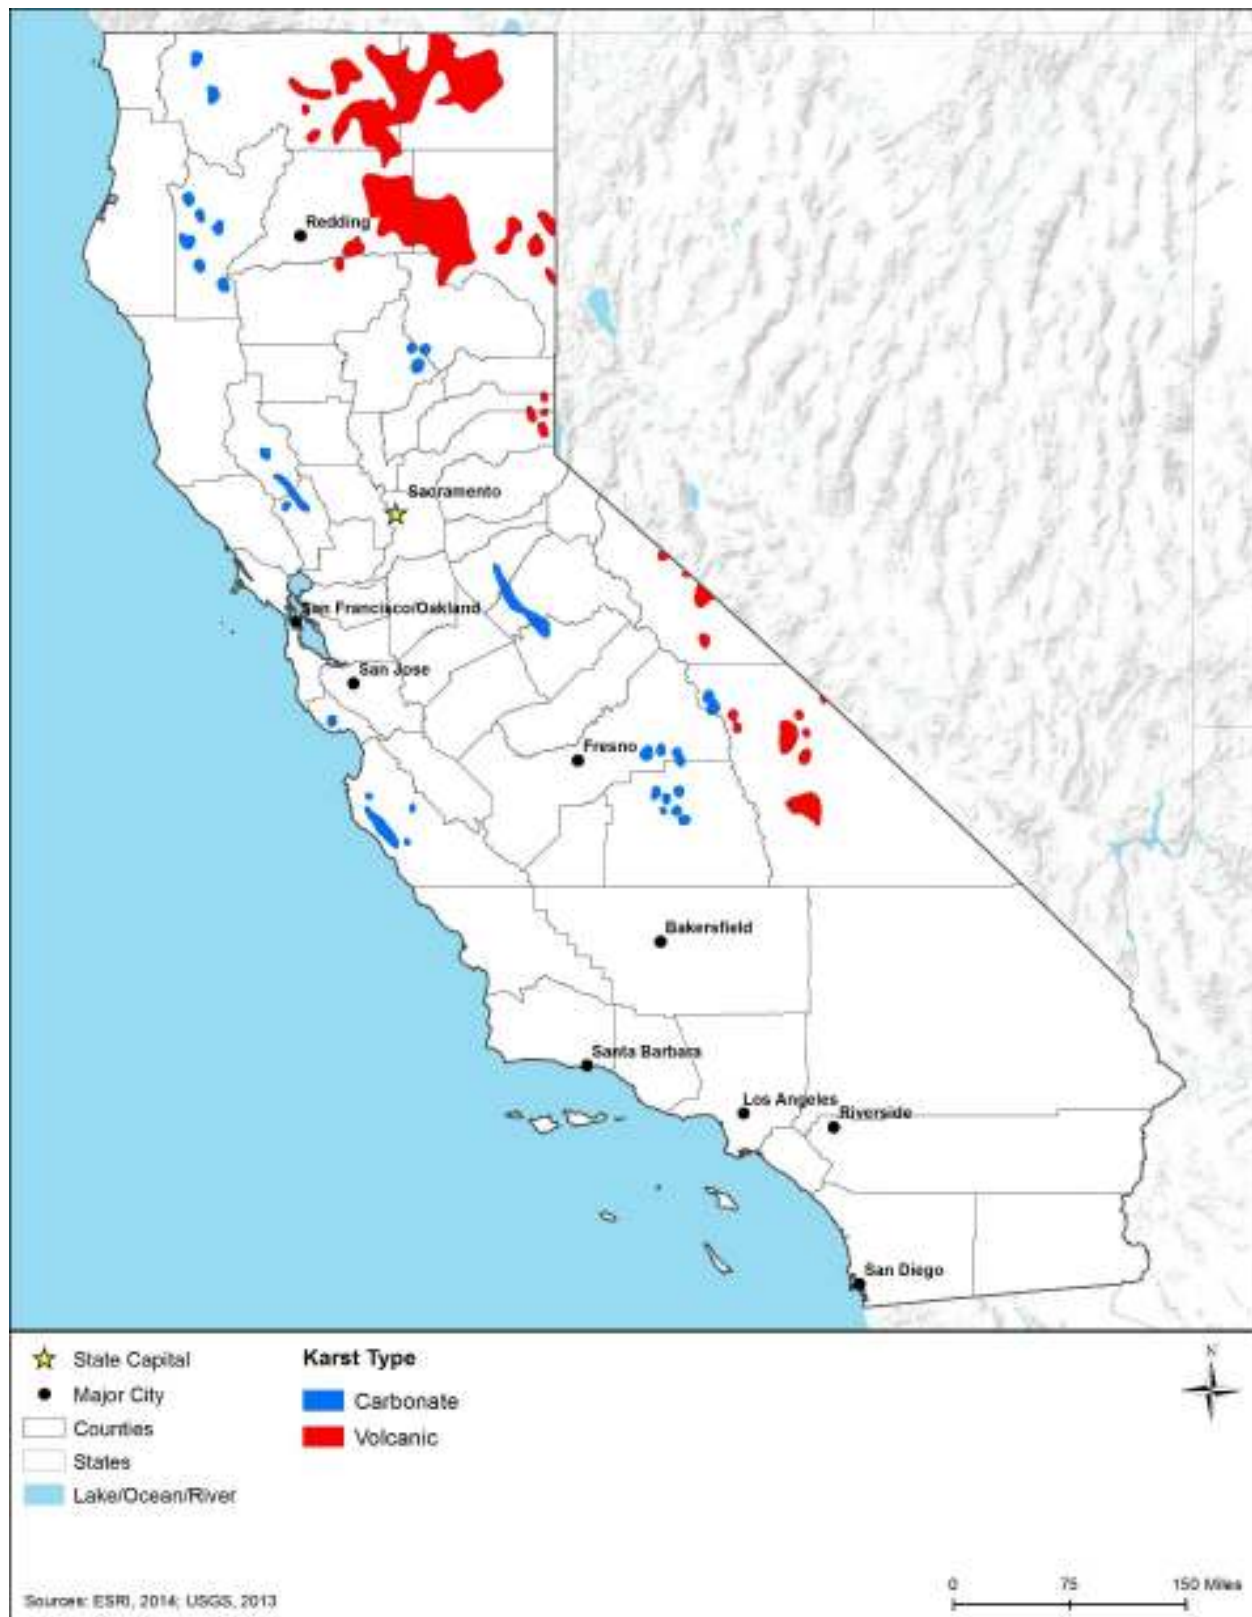 Redding
Sacramento
San Francisco/Oakland
San Jose
Fresno
Bakersfield
Santa Barbara
Los Angeles
Riverside
San Diego
State Capital
Major City
Counties
States
Lake/Ocean/River
Karst Type
Carbonate
Volcanic
N
Sources: ESRI, 2014; USGS, 2013
0 75 150 Miles